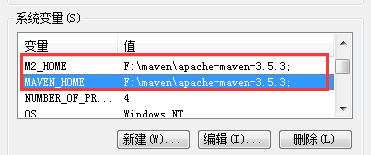 系统变量(S)
变量 值
M2_HOME F:\maven\apache-maven-3.5.3;
MAVEN_HOME F:\maven\apache-maven-3.5.3;
NUMBER_OF_PR... 4
OS Windows_NT
新建(W)... 编辑(I)... 删除(L)